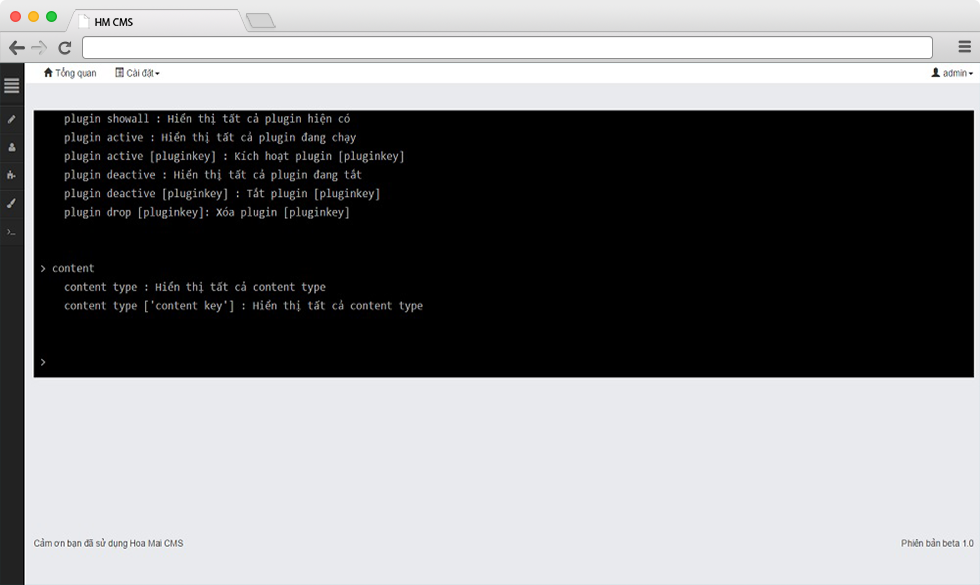 HM CMS
Tổng quan Cài đặt admin
plugin showall : Hiển thị tất cả plugin hiện có
plugin active : Hiển thị tất cả plugin đang chạy
plugin active [pluginkey] : Kích hoạt plugin [pluginkey]
plugin deactive : Hiển thị tất cả plugin đang tắt
plugin deactive [pluginkey] : Tắt plugin [pluginkey]
plugin drop [pluginkey]: Xóa plugin [pluginkey]
> content
content type : Hiển thị tất cả content type
content type ['content key'] : Hiển thị tất cả content type
>
Cảm ơn bạn đã sử dụng Hoa Mai CMS Phiên bản beta 1.0